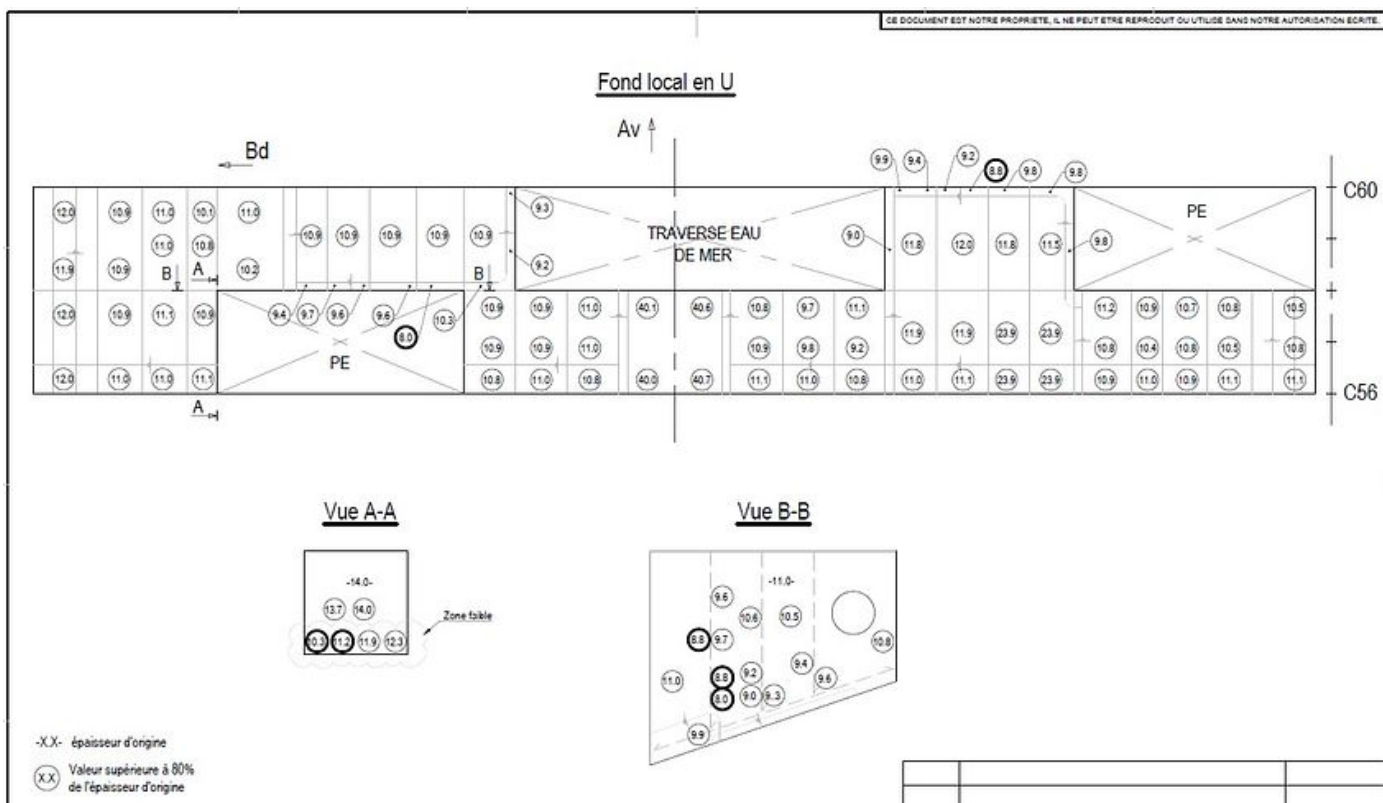 CE DOCUMENT EST NOTRE PROPRIETE, IL NE PEUT ETRE REPRODUIT OU UTILISE SANS NOTRE AUTORISATION ECRITE.
Fond local en U
Av
Bd
9.9 9.4 9.2 8.8 9.8 9.8
C60
12.0 10.9 11.0 10.1 11.0 9.3 PE
10.9 10.9 10.9 10.9 10.9 TRAVERSE EAU 9.0 11.8 12.0 11.8 11.5 9.8
11.0 10.8 DE MER
11.9 10.9 B A 10.2 B 9.2
12.0 10.9 11.1 10.9 9.4 9.7 9.6 9.6 10.3 10.9 10.9 11.0 40.1 40.6 10.8 9.7 11.1 11.2 10.9 10.7 10.8 10.5
8.0 11.9 11.9 23.9 23.9
PE 10.9 10.9 11.0 10.9 9.8 9.2 10.8 10.4 10.8 10.5 10.8
12.0 11.0 11.0 11.1 10.8 11.0 10.8 40.0 40.7 11.1 11.0 10.8 11.0 11.1 23.9 23.9 10.9 11.0 10.9 11.1 11.1
C56
A
Vue A-A
-14.0-
13.7 14.0
Zone faible
10.3 11.2 11.9 12.3
Vue B-B
-11.0-
9.6
10.6 10.5
8.8 9.7 10.8
9.4
11.0 8.8 9.2 9.6
8.0 9.0 9..3
9.9
-X.X- épaisseur d'origine
X.X Valeur supérieure à 80%
de l'épaisseur d'origine